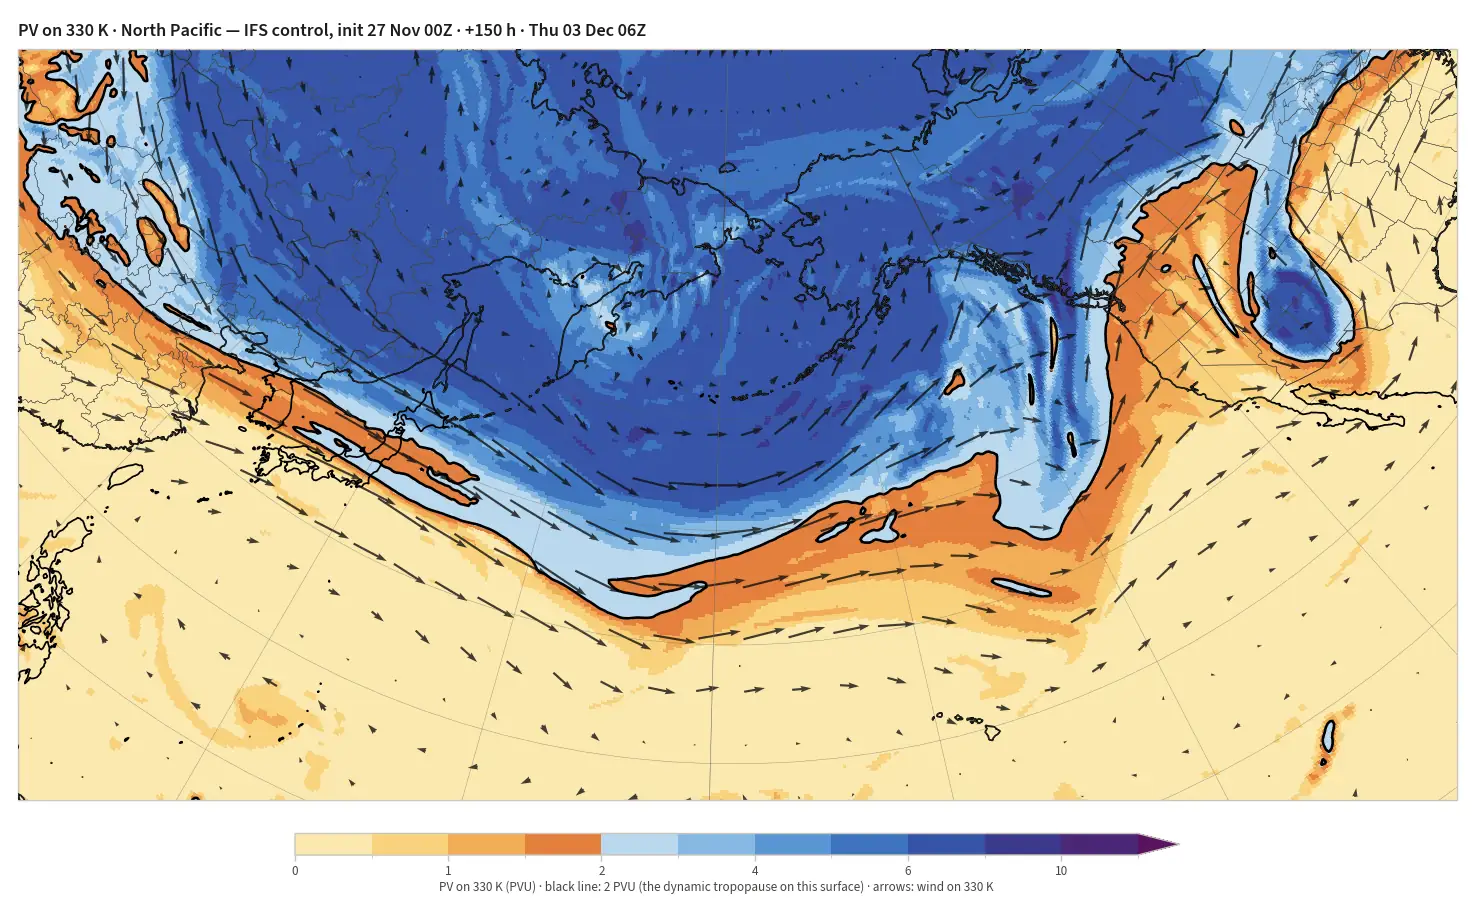 PV on 330 K · North Pacific — IFS control, init 27 Nov 00Z · +150 h · Thu 03 Dec 06Z
0 1 2 4 6 10
PV on 330 K (PVU) · black line: 2 PVU (the dynamic tropopause on this surface) · arrows: wind on 330 K